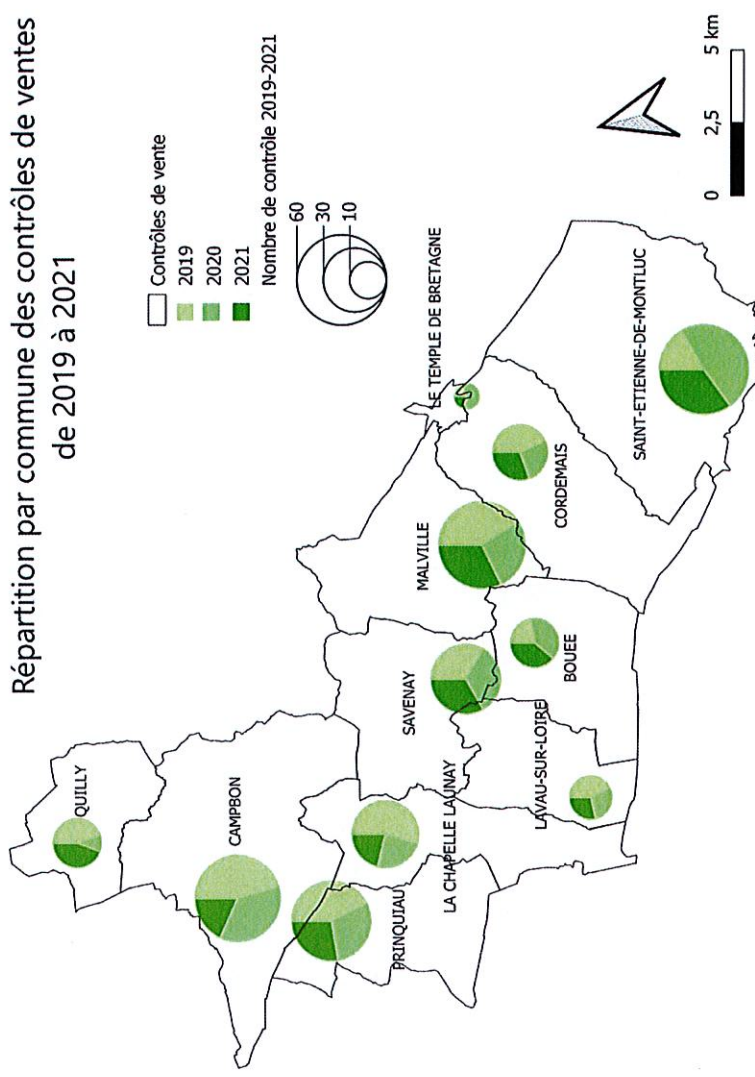 Répartition par commune des contrôles de ventes
de 2019 à 2021
Contrôles de vente
2019
2020
2021
Nombre de contrôle 2019-2021
60
30
10
QUILLY
CAMPBON
PRINQUIAU
LA CHAPELLE LAUNAY
SAVENAY
LAVAU-SUR-LOIRE
BOUEE
MALVILLE
CORDEMAIS
LE TEMPLE DE BRETAGNE
SAINT-ETIENNE-DE-MONTLUC
0
2,5
5 km